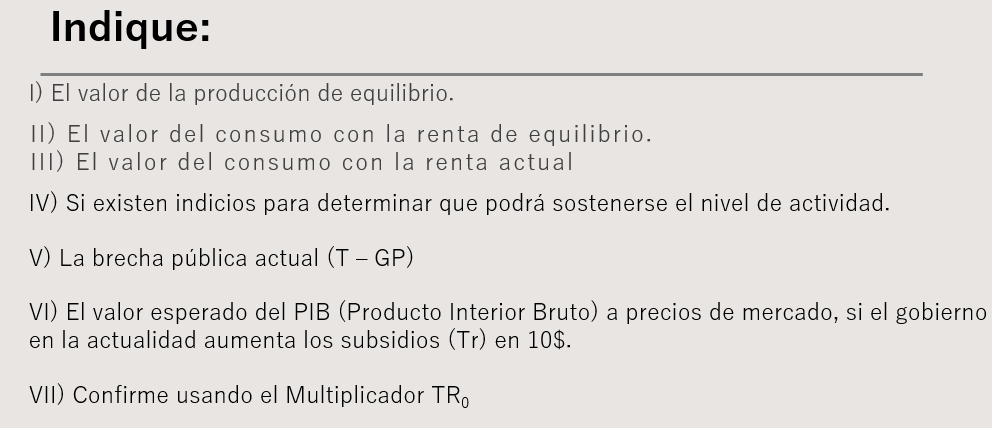 Indique:
I) El valor de la producción de equilibrio.
II) El valor del consumo con la renta de equilibrio.
III) El valor del consumo con la renta actual
IV) Si existen indicios para determinar que podrá sostenerse el nivel de actividad.
V) La brecha pública actual (T – GP)
VI) El valor esperado del PIB (Producto Interior Bruto) a precios de mercado, si el gobierno
en la actualidad aumenta los subsidios (Tr) en 10$.
VII) Confirme usando el Multiplicador TR₀